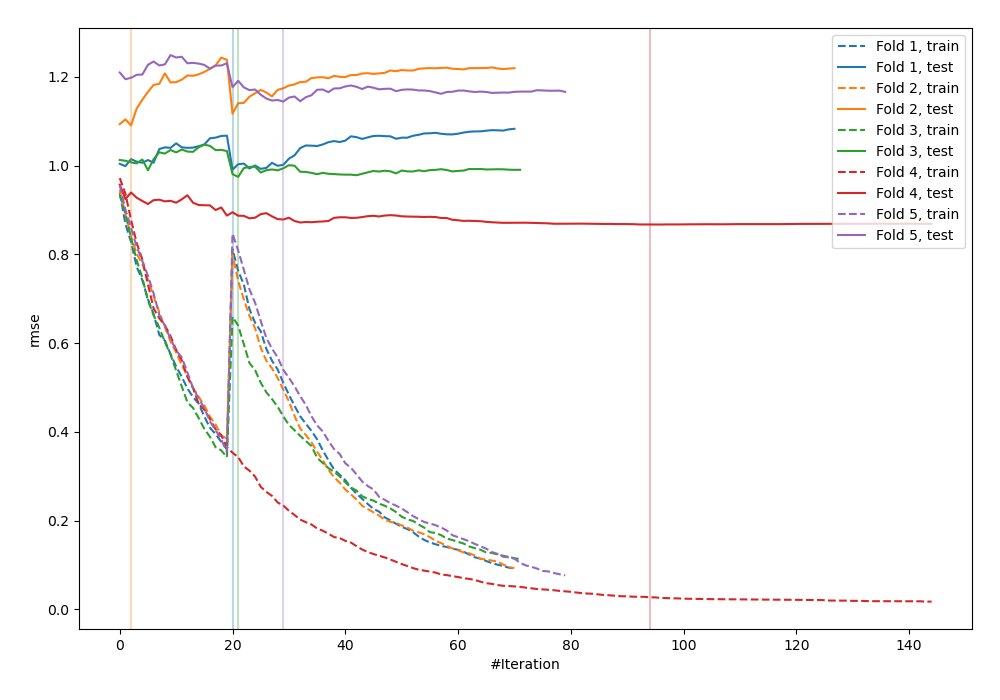 1.2
1.0
0.8
0.6
0.4
0.2
0.0
rmse
0
20
40
60
80
100
120
140
#Iteration
Fold 1, train
Fold 1, test
Fold 2, train
Fold 2, test
Fold 3, train
Fold 3, test
Fold 4, train
Fold 4, test
Fold 5, train
Fold 5, test